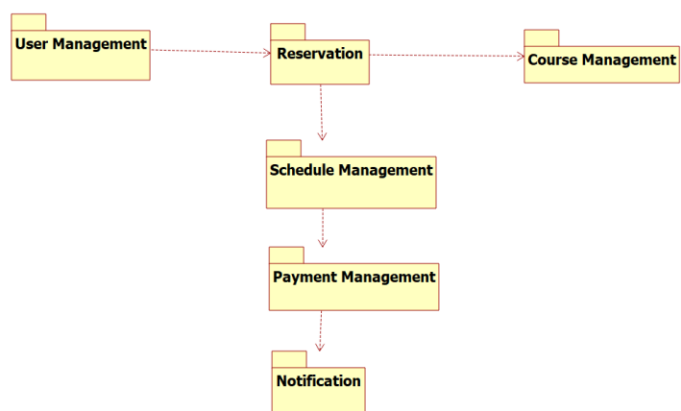 User Management
Reservation
Course Management
Schedule Management
Payment Management
Notification